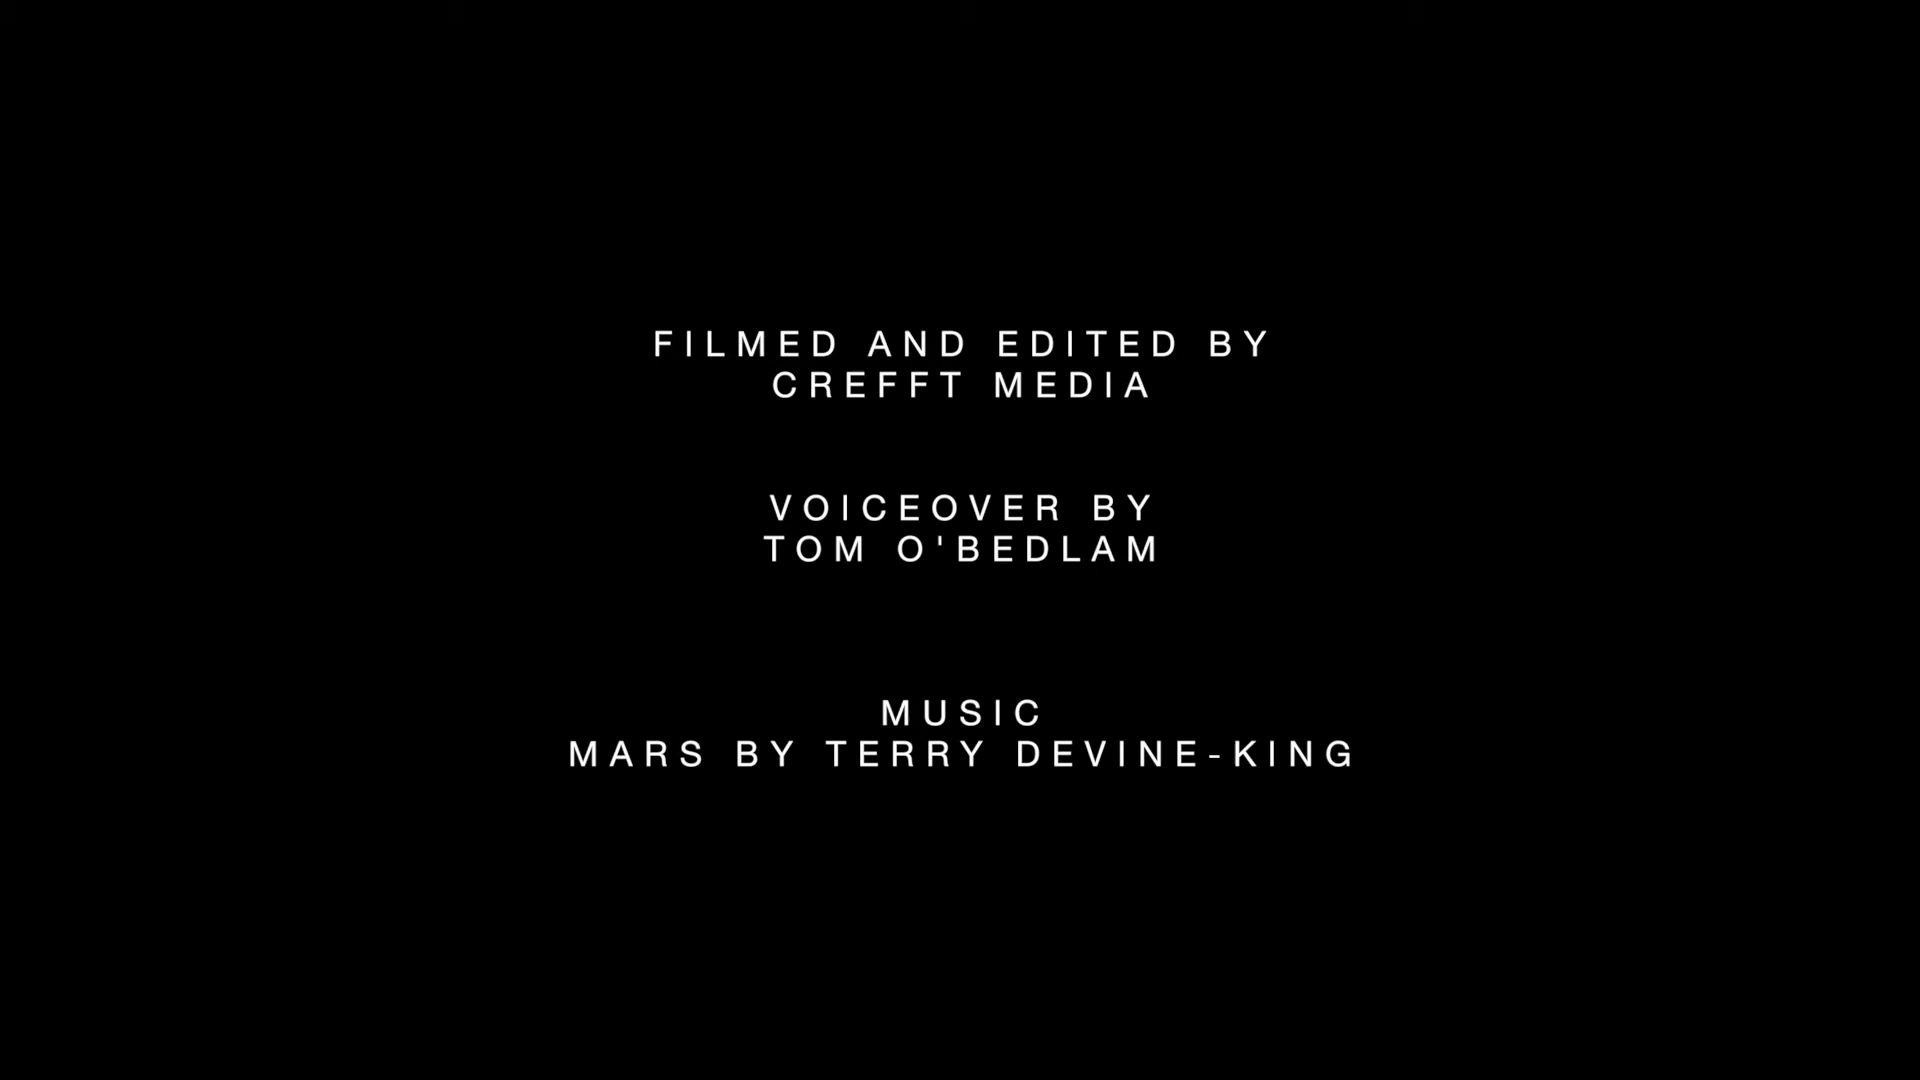 FILMED AND EDITED BY
CREFFT MEDIA
VOICEOVER BY
TOM O'BEDLAM
MUSIC
MARS BY TERRY DEVINE-KING